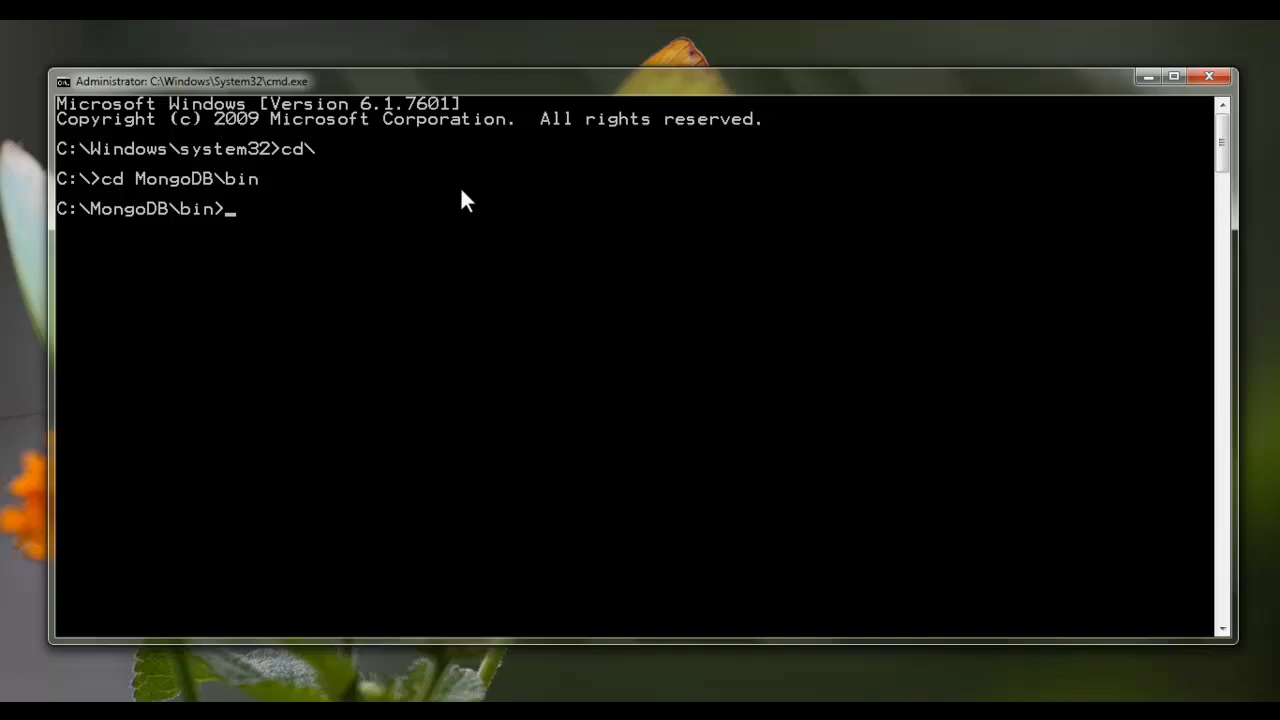 Administrator: C:\Windows\System32\cmd.exe
Microsoft Windows [Version 6.1.7601]
Copyright (c) 2009 Microsoft Corporation.  All rights reserved.
C:\Windows\system32>cd\
C:\>cd MongoDB\bin
C:\MongoDB\bin>_